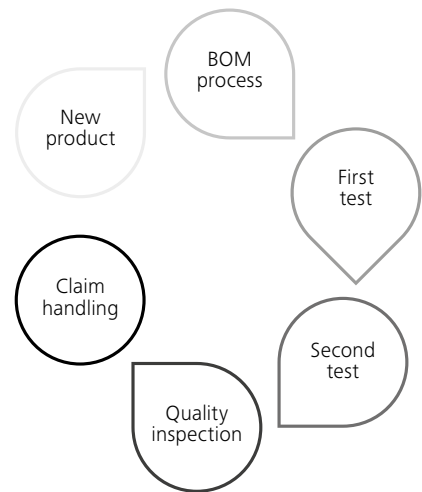 New
product
BOM
process
First
test
Second
test
Quality
inspection
Claim
handling